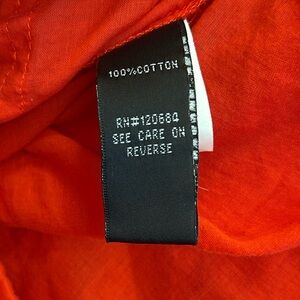 100%COTTON
RN#120684
SEE CARE ON
REVERSE